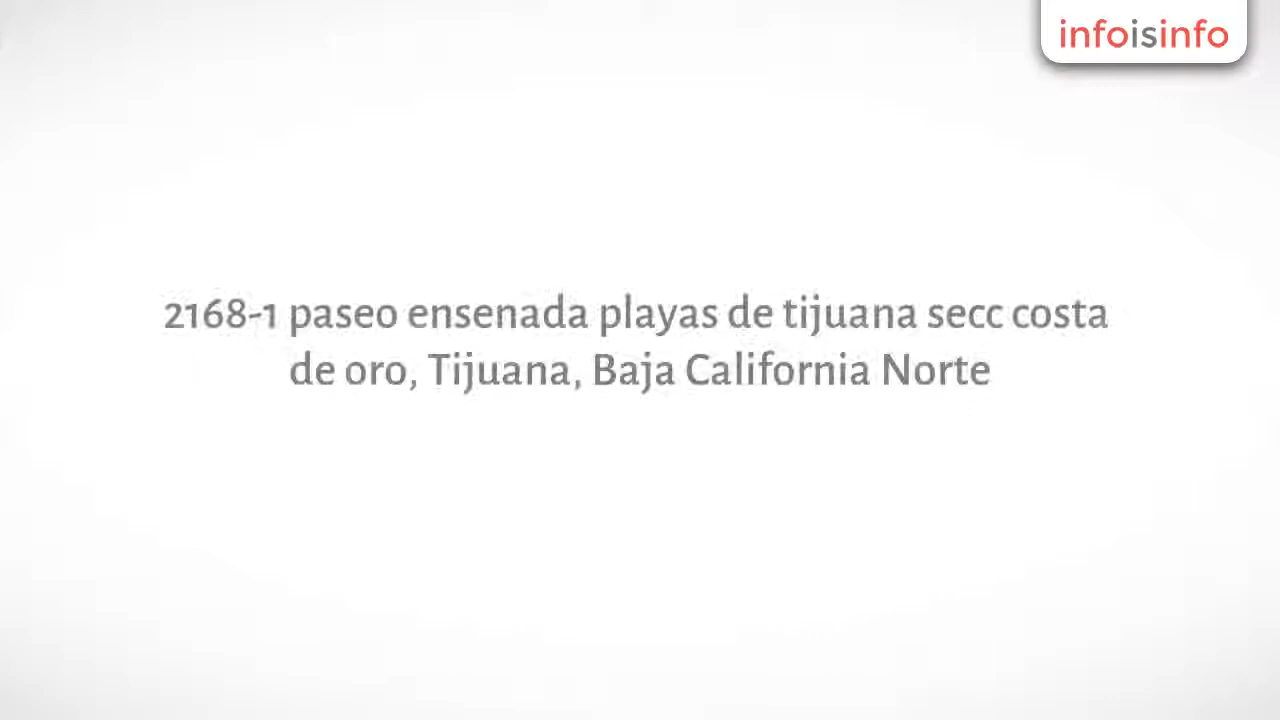 infoisinfo
2168-1 paseo ensenada playas de tijuana secc costa
de oro, Tijuana, Baja California Norte